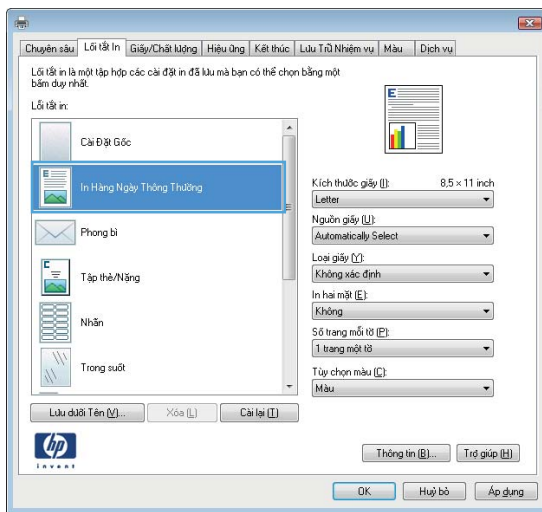 Chuyên sâu Lối tắt In Giấy/Chất lượng Hiệu ứng Kết thúc Lưu Trữ Nhiệm vụ Màu Dịch vụ
Lối tắt in là một tập hợp các cài đặt in đã lưu mà bạn có thể chọn bằng một
bấm duy nhất.
Lối tắt in:
Cài Đặt Gốc
In Hàng Ngày Thông Thường
Phong bì
Tập thẻ/Nặng
Nhãn
Trong suốt
Lưu dưới Tên (V)...
Xóa (L)
Cài lại (T)
E
Kích thước giấy (I): 8,5 × 11 inch
Letter
Nguồn giấy (U):
Automatically Select
Loại giấy (Y):
Không xác định
In hai mặt (E):
Không
Số trang mỗi tờ (P):
1 trang một tờ
Tùy chọn màu (C):
Màu
hp
invent
Thông tin (B)... Trợ giúp (H)
OK Huỷ bỏ Áp dụng